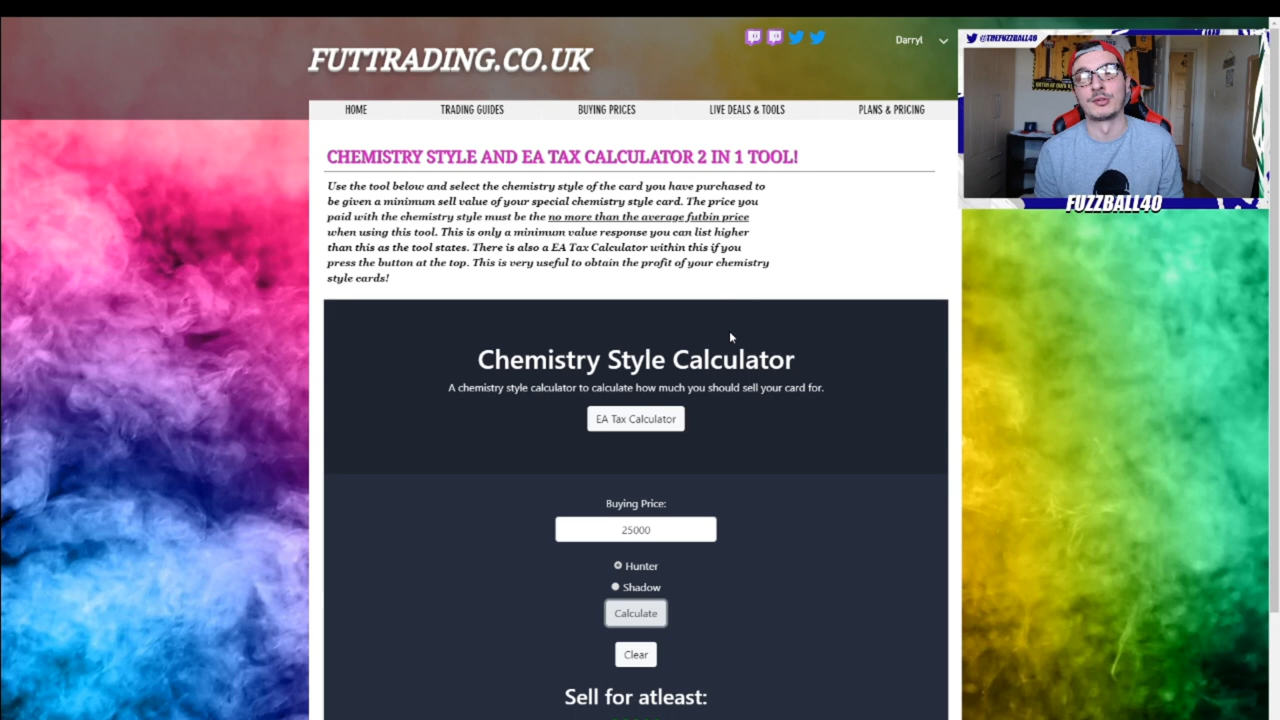 FUTTRADING.CO.UK
Darryl
@THEFUZZBALL40
HOME
TRADING GUIDES
BUYING PRICES
LIVE DEALS & TOOLS
PLANS & PRICING
FUZZBALL40
CHEMISTRY STYLE AND EA TAX CALCULATOR 2 IN 1 TOOL!
Use the tool below and select the chemistry style of the card you have purchased to
be given a minimum sell value of your special chemistry style card. The price you
paid with the chemistry style must be the no more than the average futbin price
when using this tool. This is only a minimum value response you can list higher
than this as the tool states. There is also a EA Tax Calculator within this if you
press the button at the top. This is very useful to obtain the profit of your chemistry
style cards!
Chemistry Style Calculator
A chemistry style calculator to calculate how much you should sell your card for.
EA Tax Calculator
Buying Price:
25000
Hunter
Shadow
Calculate
Clear
Sell for atleast: